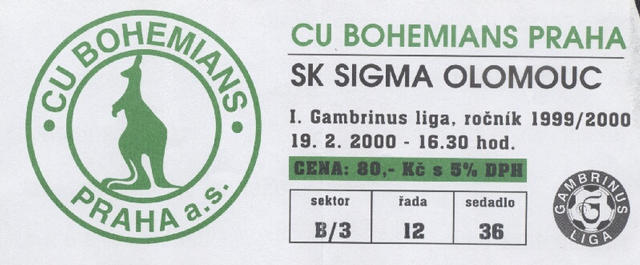 CU BOHEMIANS
PRAHA a.s.
CU BOHEMIANS PRAHA
SK SIGMA OLOMOUC
I. Gambrinus liga, ročník 1999/2000
19. 2. 2000 - 16.30 hod.
CENA: 80,- Kč s 5% DPH
sektor řada sedadlo
B/3 12 36
GAMBRINUS
G
LIGA